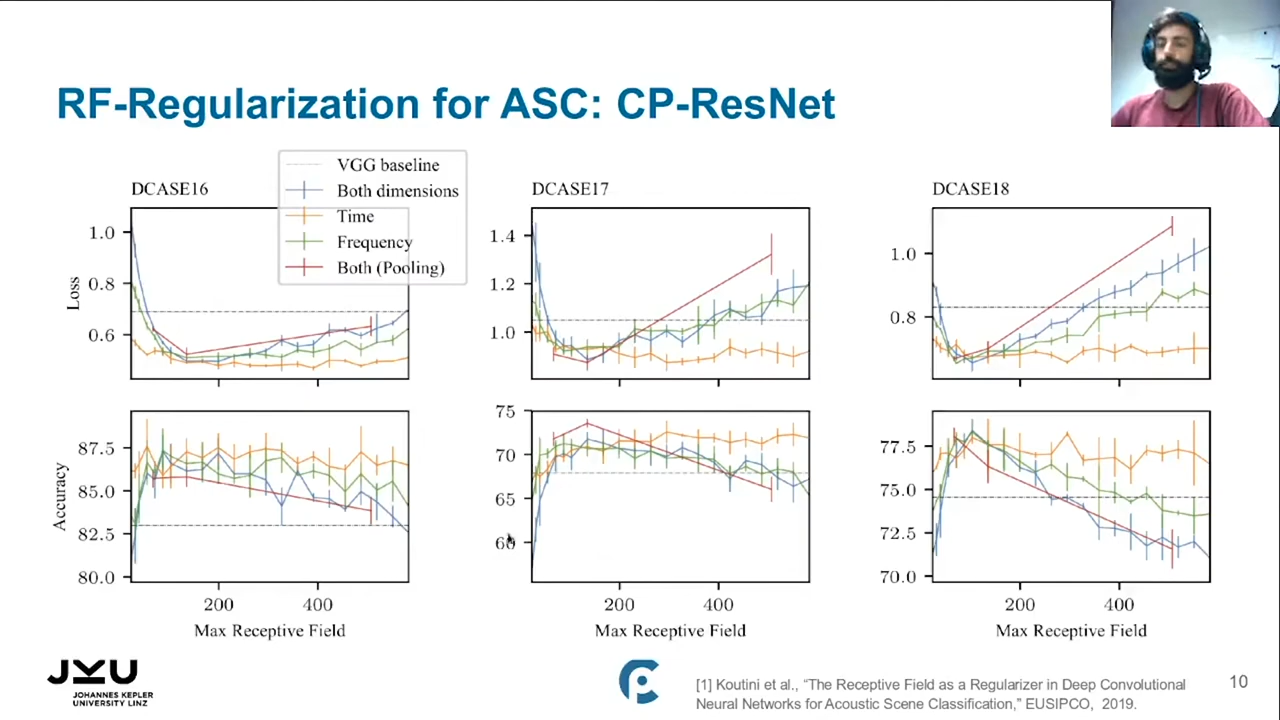 RF-Regularization for ASC: CP-ResNet
VGG baseline
Both dimensions
Time
Frequency
Both (Pooling)
DCASE16
DCASE17
DCASE18
Loss
1.0
0.8
0.6
1.4
1.2
1.0
1.0
0.8
Accuracy
87.5
85.0
82.5
80.0
75
70
65
60
77.5
75.0
72.5
70.0
200 400
200 400
200 400
Max Receptive Field
Max Receptive Field
Max Receptive Field
JYU
JOHANNES KEPLER
UNIVERSITY LINZ
[1] Koutini et al., “The Receptive Field as a Regularizer in Deep Convolutional
Neural Networks for Acoustic Scene Classification,” EUSIPCO, 2019.
10